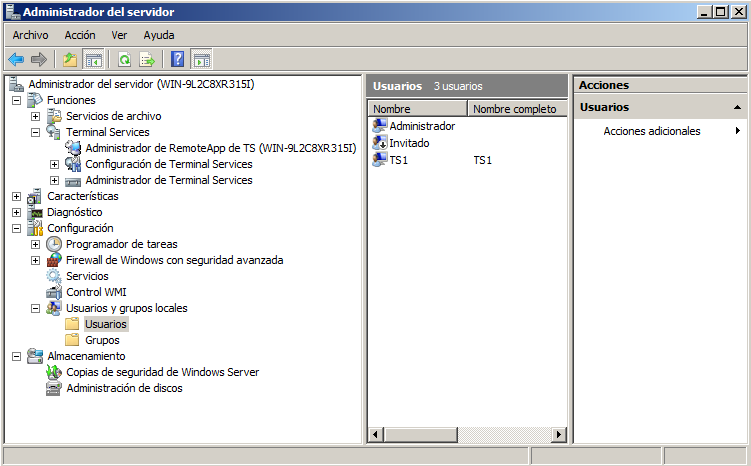 Administrador del servidor
Archivo Acción Ver Ayuda
Administrador del servidor (WIN-9L2C8XR315I)
Funciones
Servicios de archivo
Terminal Services
Administrador de RemoteApp de TS (WIN-9L2C8XR315I)
Configuración de Terminal Services
Administrador de Terminal Services
Características
Diagnóstico
Configuración
Programador de tareas
Firewall de Windows con seguridad avanzada
Servicios
Control WMI
Usuarios y grupos locales
Usuarios
Grupos
Almacenamiento
Copias de seguridad de Windows Server
Administración de discos
Usuarios 3 usuarios
Nombre Nombre completo
Administrador
Invitado
TS1 TS1
Acciones
Usuarios
Acciones adicionales